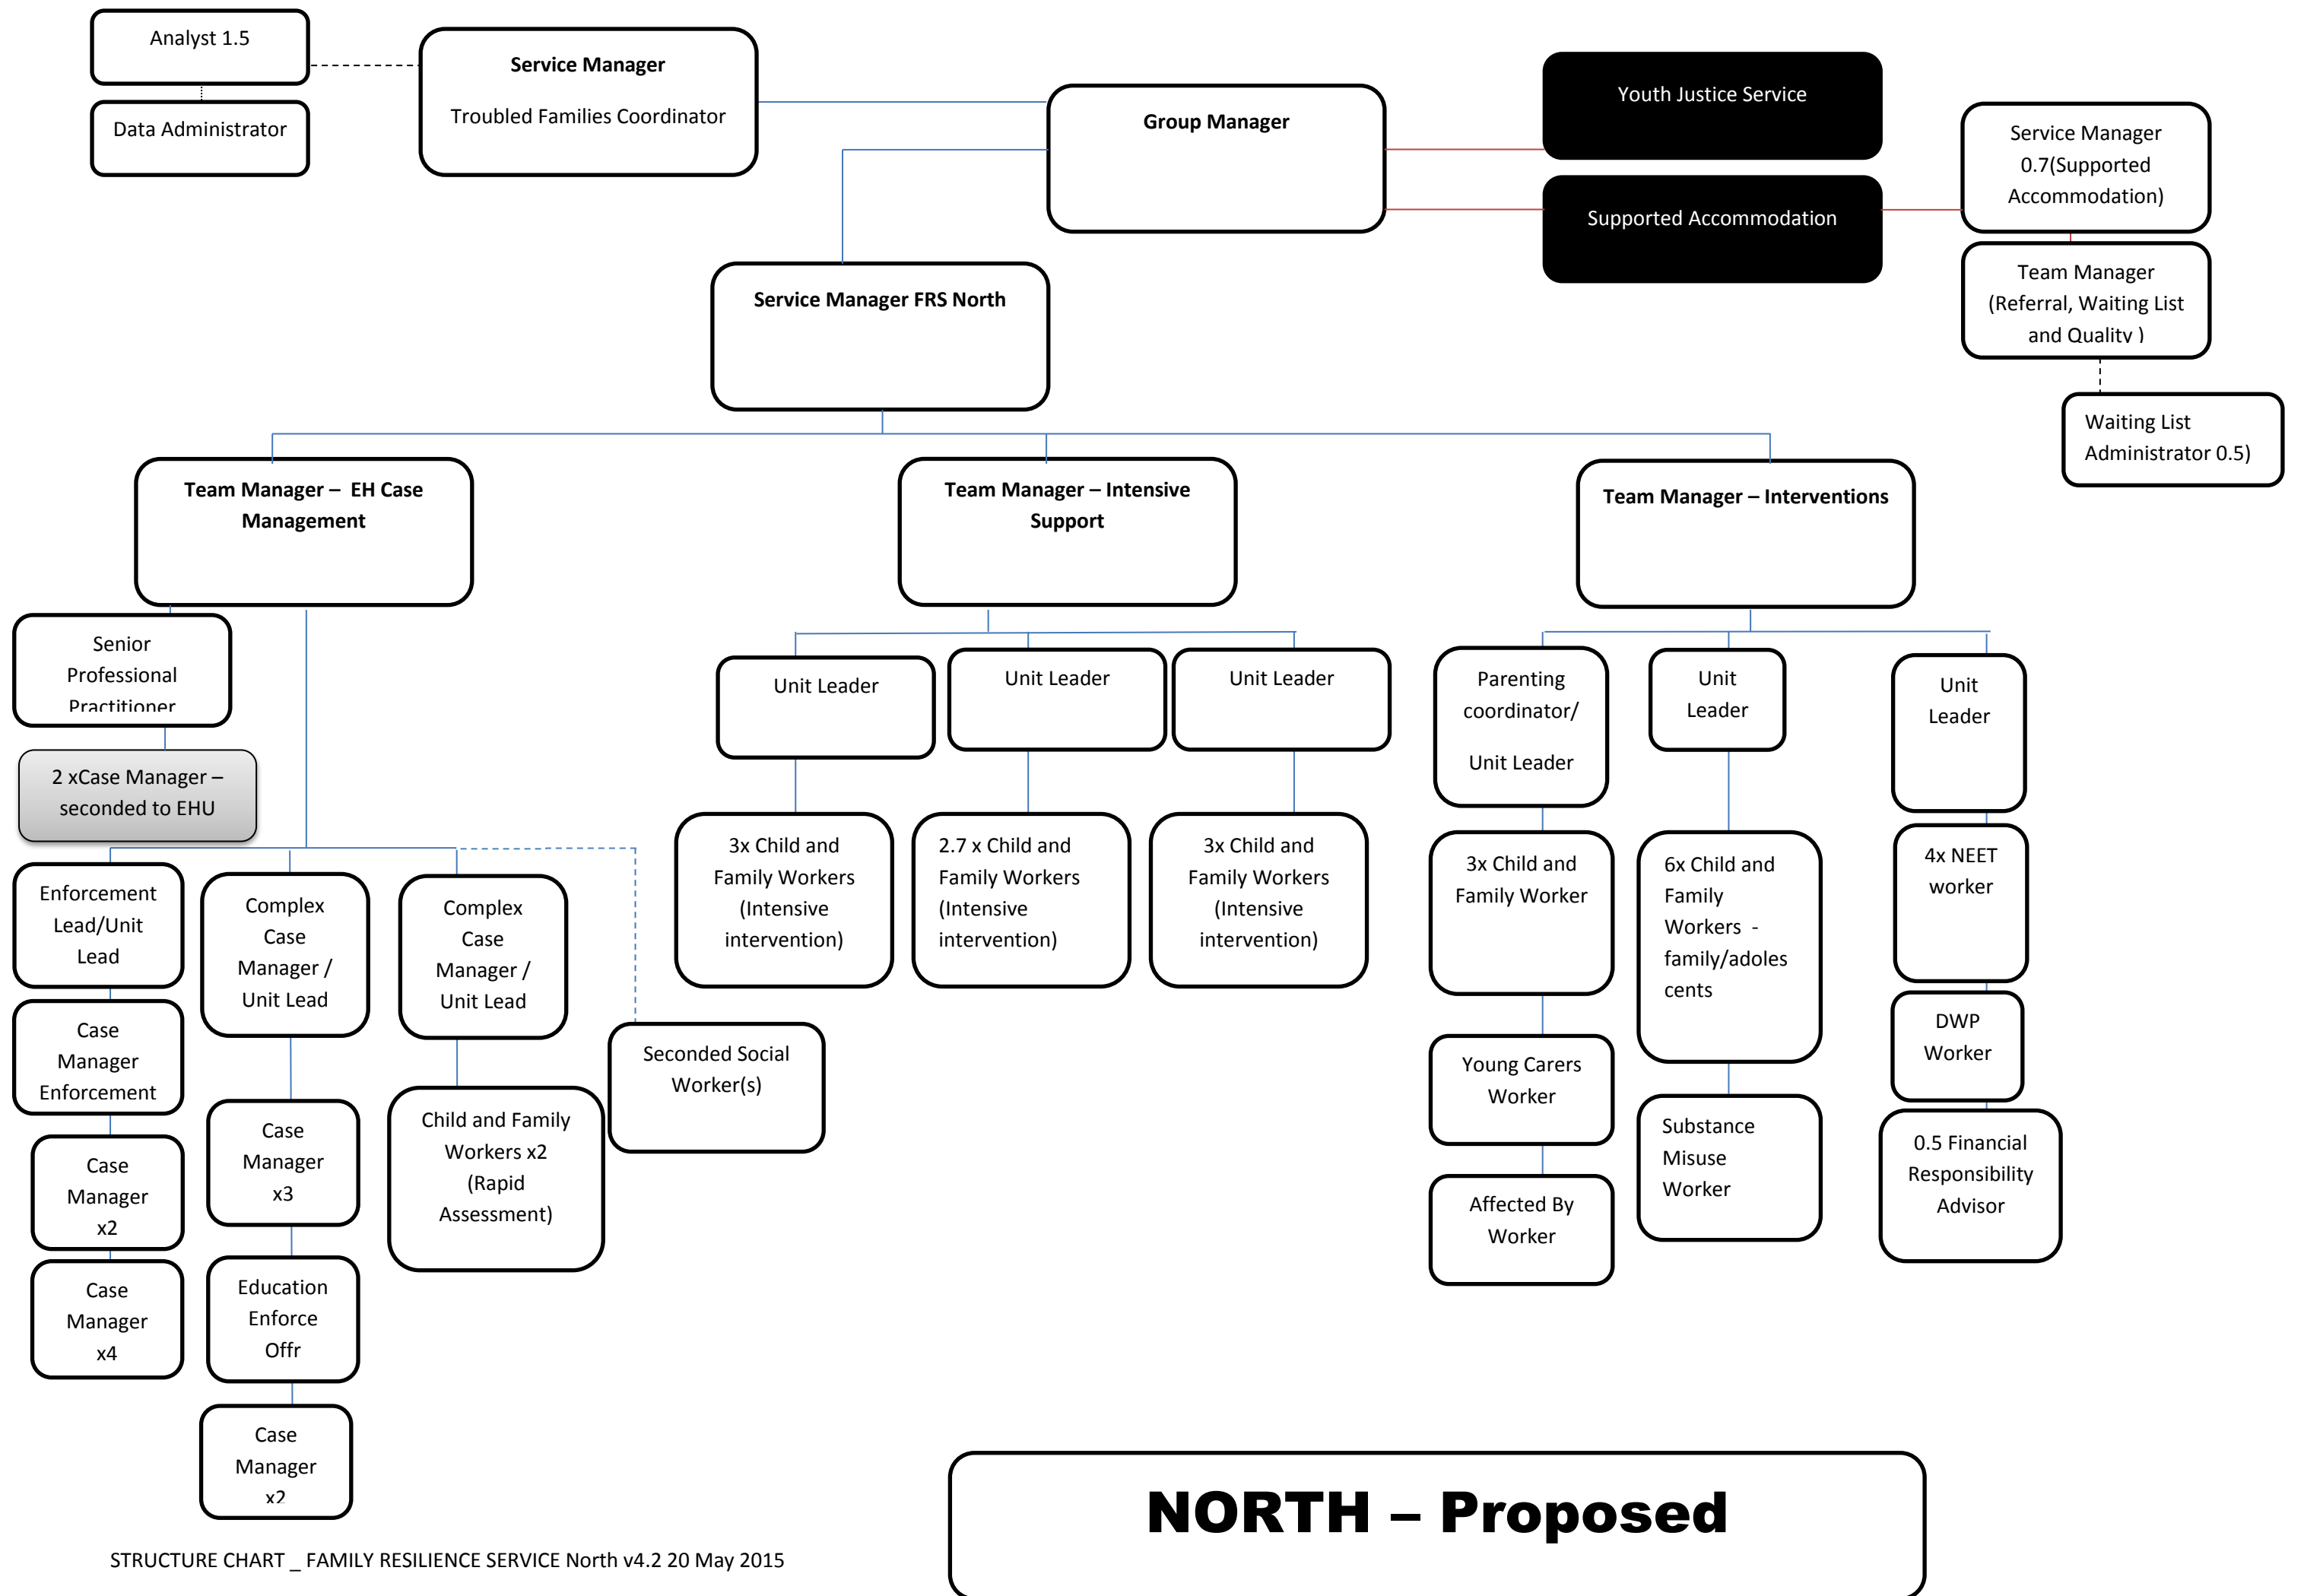 Analyst 1.5
Data Administrator
Service Manager
Troubled Families Coordinator
Group Manager
Youth Justice Service
Supported Accommodation
Service Manager
0.7(Supported
Accommodation)
Team Manager
(Referral, Waiting List
and Quality )
Waiting List
Administrator 0.5)
Service Manager FRS North
Team Manager – EH Case
Management
Team Manager – Intensive
Support
Team Manager – Interventions
Senior
Professional
Practitioner
2 xCase Manager –
seconded to EHU
Enforcement
Lead/Unit
Lead
Case
Manager
Enforcement
Case
Manager
x2
Case
Manager
x4
Complex
Case
Manager /
Unit Lead
Case
Manager
x3
Education
Enforce
Offr
Case
Manager
x2
Complex
Case
Manager /
Unit Lead
Child and Family
Workers x2
(Rapid
Assessment)
Seconded Social
Worker(s)
Unit Leader
3x Child and
Family Workers
(Intensive
intervention)
Unit Leader
2.7 x Child and
Family Workers
(Intensive
intervention)
Unit Leader
3x Child and
Family Workers
(Intensive
intervention)
Parenting
coordinator/
Unit Leader
3x Child and
Family Worker
Young Carers
Worker
Affected By
Worker
Unit
Leader
6x Child and
Family
Workers -
family/adoles
cents
Substance
Misuse
Worker
Unit
Leader
4x NEET
worker
DWP
Worker
0.5 Financial
Responsibility
Advisor
NORTH – Proposed
STRUCTURE CHART _ FAMILY RESILIENCE SERVICE North v4.2 20 May 2015